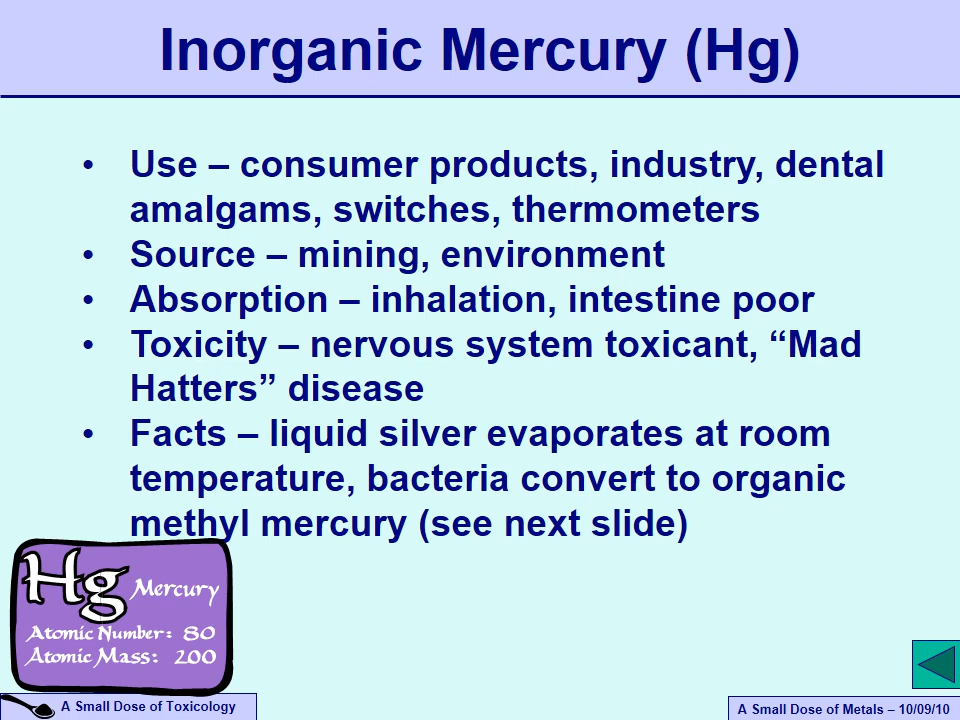 Inorganic Mercury (Hg)
• Use – consumer products, industry, dental
amalgams, switches, thermometers
• Source – mining, environment
• Absorption – inhalation, intestine poor
• Toxicity – nervous system toxicant, “Mad
Hatters” disease
• Facts – liquid silver evaporates at room
temperature, bacteria convert to organic
methyl mercury (see next slide)
Hg Mercury
Atomic Number: 80
Atomic Mass: 200
A Small Dose of Toxicology
A Small Dose of Metals – 10/09/10